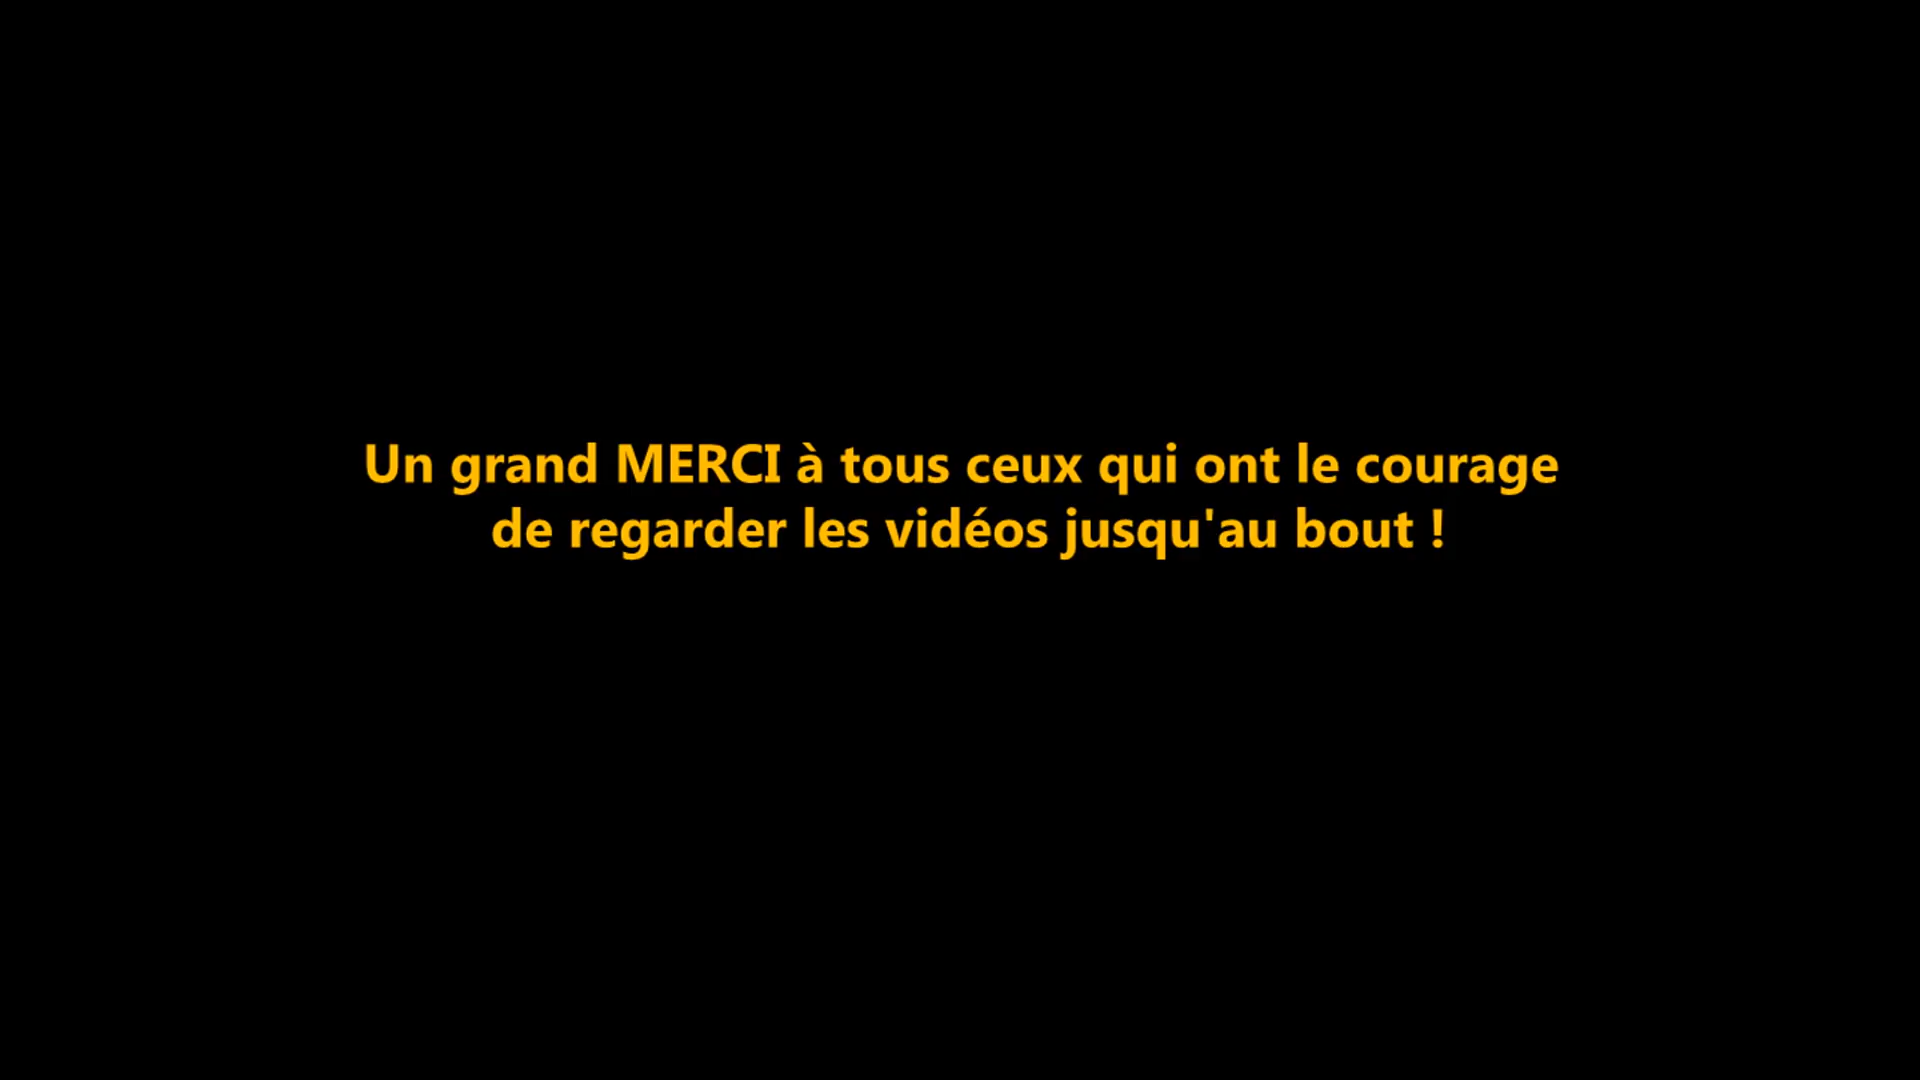 Un grand MERCI à tous ceux qui ont le courage
de regarder les vidéos jusqu'au bout !